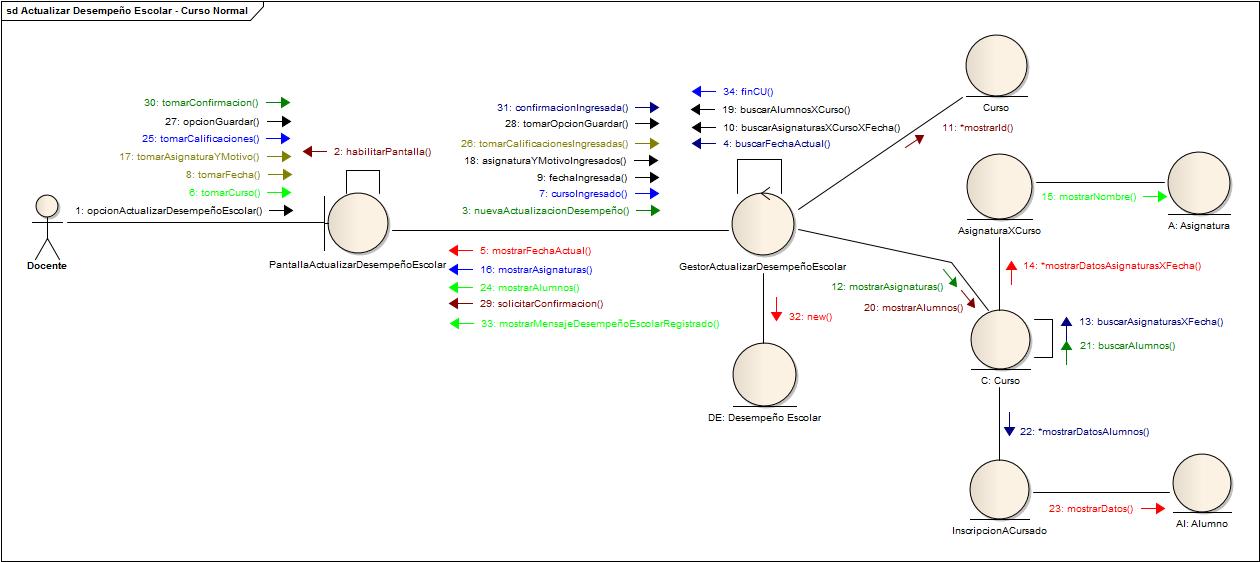 sd Actualizar Desempeño Escolar - Curso Normal
30: tomarConfirmacion()
27: opcionGuardar()
25: tomarCalificaciones()
17: tomarAsignaturaYMotivo()
8: tomarFecha()
6: tomarCurso()
1: opcionActualizarDesempeñoEscolar()
2: habilitarPantalla()
31: confirmacionIngresada()
28: tomarOpcionGuardar()
26: tomarCalificacionesIngresadas()
18: asignaturaYMotivoIngresados()
9: fechaIngresada()
7: cursoIngresado()
3: nuevaActualizacionDesempeño()
34: finCU()
19: buscarAlumnosXCurso()
10: buscarAsignaturasXCursoXFecha()
4: buscarFechaActual()
Curso
11: *mostrarId()
Docente
PantallaActualizarDesempeñoEscolar
5: mostrarFechaActual()
16: mostrarAsignaturas()
24: mostrarAlumnos()
29: solicitarConfirmacion()
33: mostrarMensajeDesempeñoEscolarRegistrado()
GestorActualizarDesempeñoEscolar
AsignaturaXCurso
15: mostrarNombre()
A: Asignatura
12: mostrarAsignaturas()
20: mostrarAlumnos()
14: *mostrarDatosAsignaturasXFecha()
32: new()
13: buscarAsignaturasXFecha()
21: buscarAlumnos()
C: Curso
DE: Desempeño Escolar
22: *mostrarDatosAlumnos()
InscripcionACursado
23: mostrarDatos()
Al: Alumno